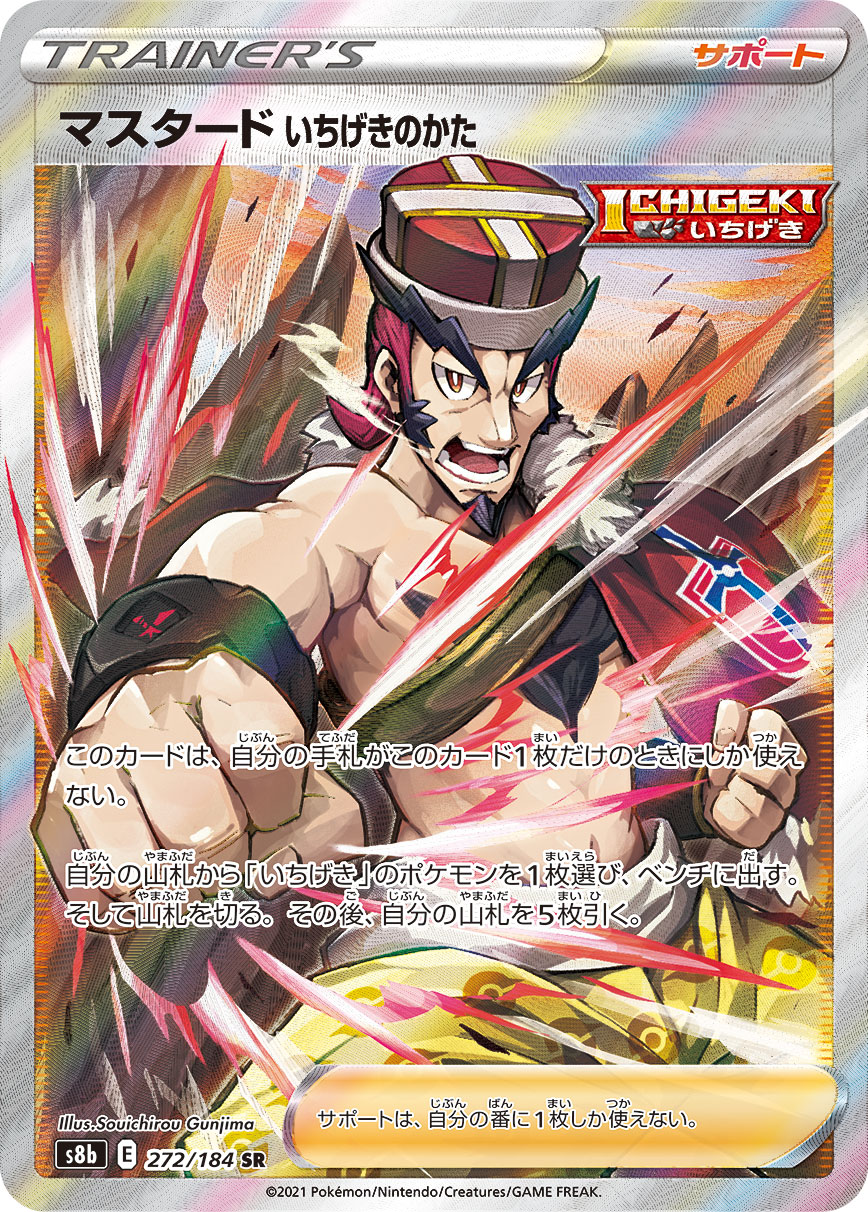 TRAINER'S サポート
マスタード いちげきのかた
ICHIGEKI
いちげき
このカードは、自分の手札がこのカード1枚だけのときにしか使え
ない。
自分の山札から「いちげき」のポケモンを1枚選び、ベンチに出す。
そして山札を切る。その後、自分の山札を5枚引く。
サポートは、自分の番に1枚しか使えない。
Illus.Souichirou Gunjima
s8b E 272/184 SR
©2021 Pokémon/Nintendo/Creatures/GAME FREAK.